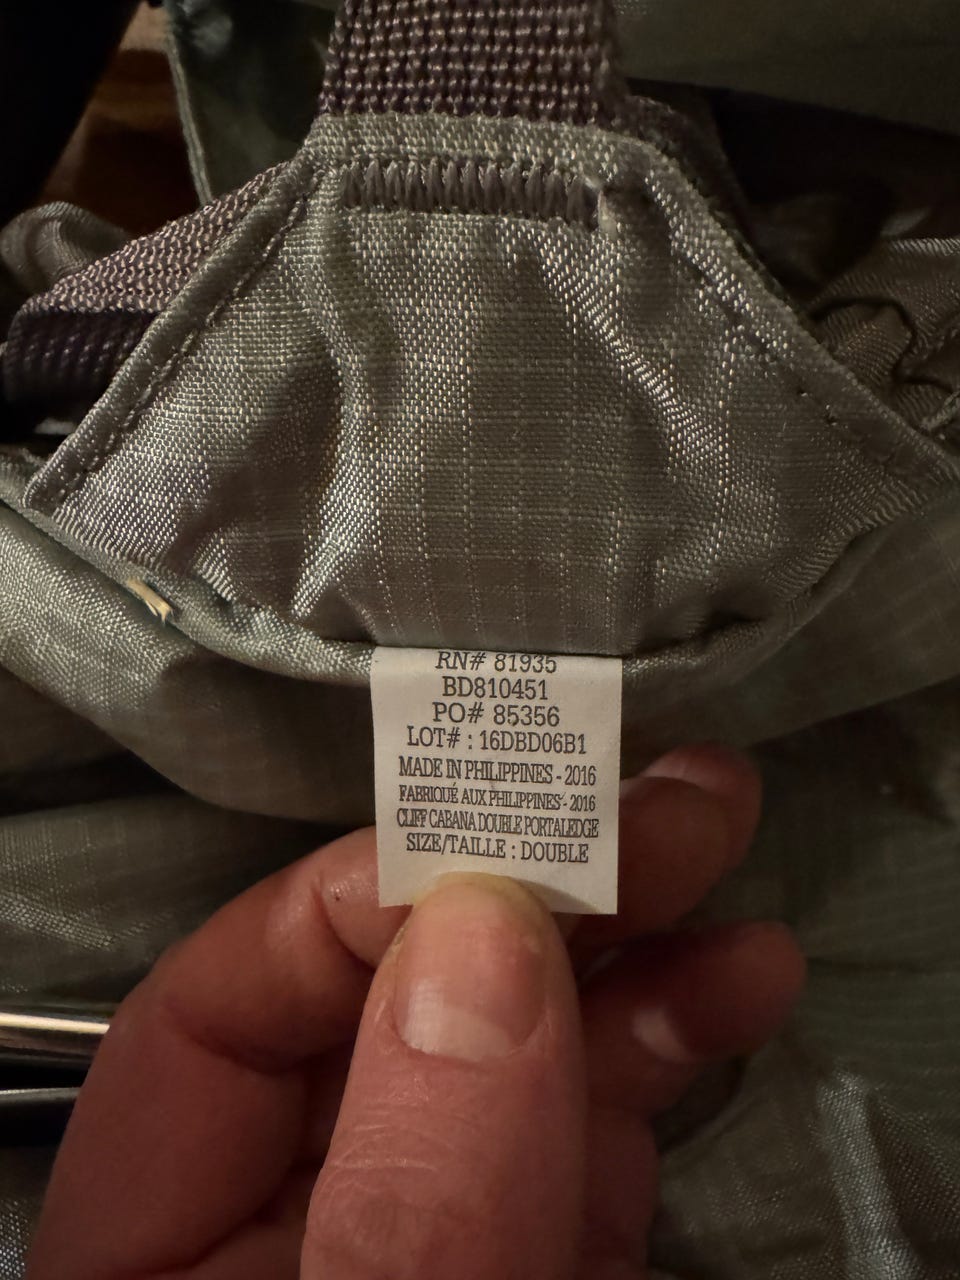 RN# 81935
BD810451
PO# 85356
LOT# : 16DBD06B1
MADE IN PHILIPPINES - 2016
FABRIQUÉ AUX PHILIPPINES - 2016
CLIFF CABANA DOUBLE PORTALEDGE
SIZE/TAILLE : DOUBLE